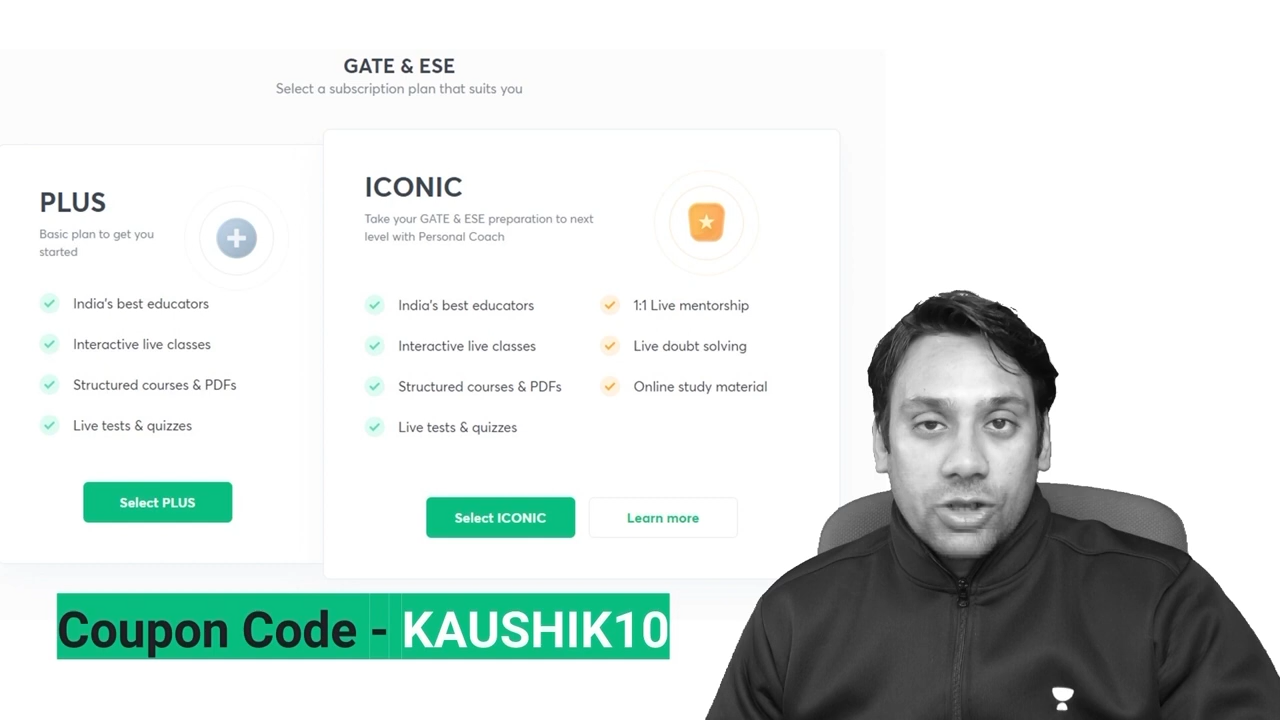 GATE & ESE
Select a subscription plan that suits you
PLUS
Basic plan to get you
started
India's best educators
Interactive live classes
Structured courses & PDFs
Live tests & quizzes
Select PLUS
ICONIC
Take your GATE & ESE preparation to next
level with Personal Coach
India's best educators
Interactive live classes
Structured courses & PDFs
Live tests & quizzes
1:1 Live mentorship
Live doubt solving
Online study material
Select ICONIC
Learn more
Coupon Code - KAUSHIK10